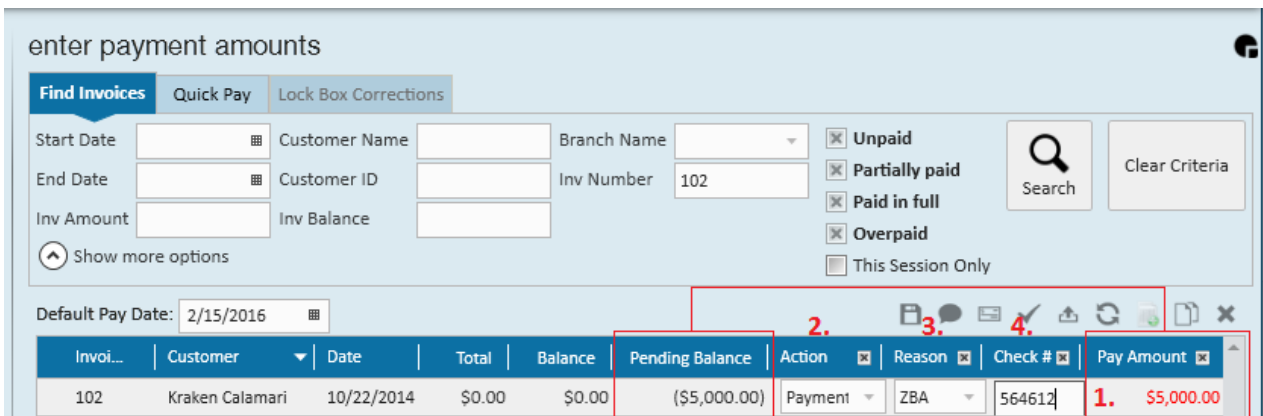 enter payment amounts
Find Invoices Quick Pay Lock Box Corrections
Start Date Customer Name Branch Name Unpaid
Partially paid
End Date Customer ID Inv Number 102 Search Clear Criteria
Paid in full
Inv Amount Inv Balance
Overpaid
Show more options This Session Only
Default Pay Date: 2/15/2016
2. 3. 4.
Invoi... Customer Date Total Balance Pending Balance Action Reason Check # Pay Amount
102 Kraken Calamari 10/22/2014 $0.00 $0.00 ($5,000.00) Payment ZBA 564612 1. $5,000.00